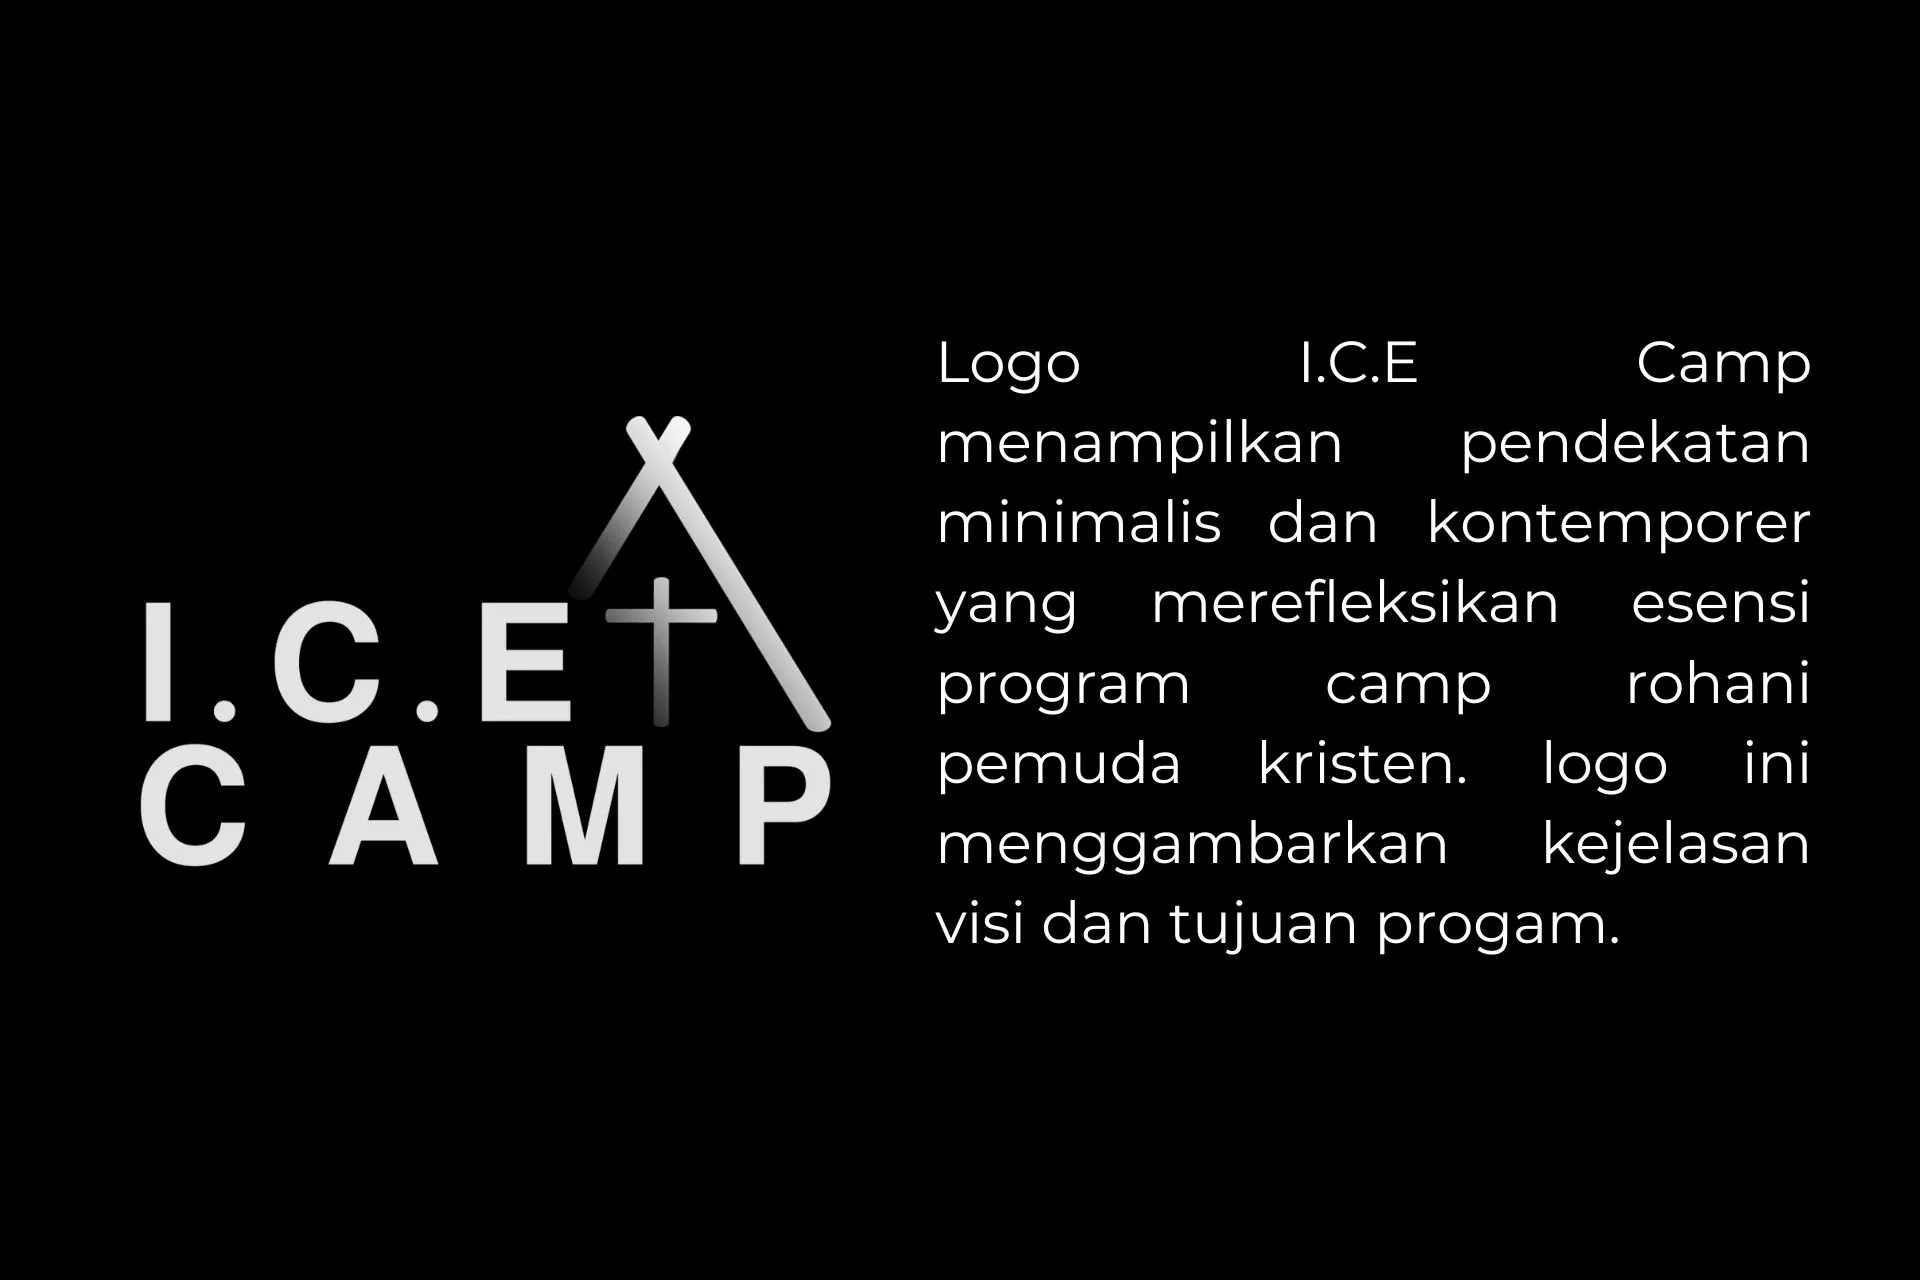 I.C.E
CAMP
Logo I.C.E Camp
menampilkan pendekatan
minimalis dan kontemporer
yang merefleksikan esensi
program camp rohani
pemuda kristen. logo ini
menggambarkan kejelasan
visi dan tujuan progam.